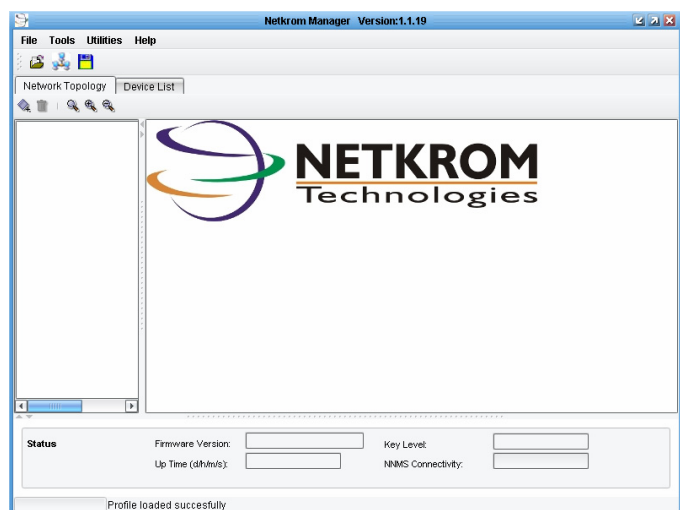 Netkrom Manager Version:1.1.19
File Tools Utilities Help
Network Topology Device List
NETKROM
Technologies
Status Firmware Version: Key Level:
Up Time (d/h/m/s): NNMS Connectivity:
Profile loaded succesfully